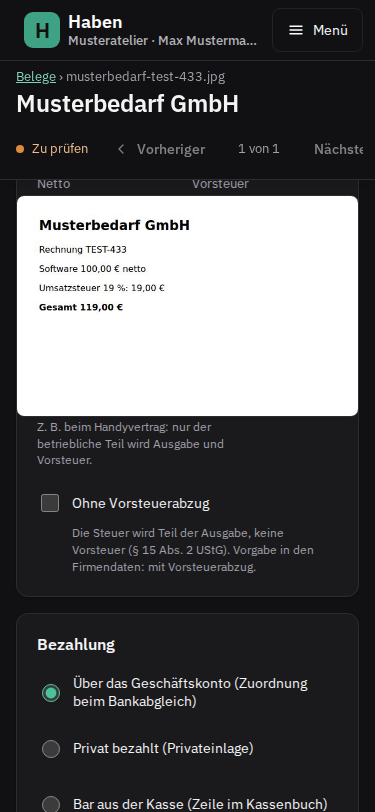 H
Haben
Musteratelier · Max Musterma…
Menü
Belege › musterbedarf-test-433.jpg
Musterbedarf GmbH
Zu prüfen
Vorheriger
1 von 1
Nächste
Netto
Vorsteuer
Musterbedarf GmbH
Rechnung TEST-433
Software 100,00 € netto
Umsatzsteuer 19 %: 19,00 €
Gesamt 119,00 €
Z. B. beim Handyvertrag: nur der
betriebliche Teil wird Ausgabe und
Vorsteuer.
Ohne Vorsteuerabzug
Die Steuer wird Teil der Ausgabe, keine
Vorsteuer (§ 15 Abs. 2 UStG). Vorgabe in den
Firmendaten: mit Vorsteuerabzug.
Bezahlung
Über das Geschäftskonto (Zuordnung
beim Bankabgleich)
Privat bezahlt (Privateinlage)
Bar aus der Kasse (Zeile im Kassenbuch)